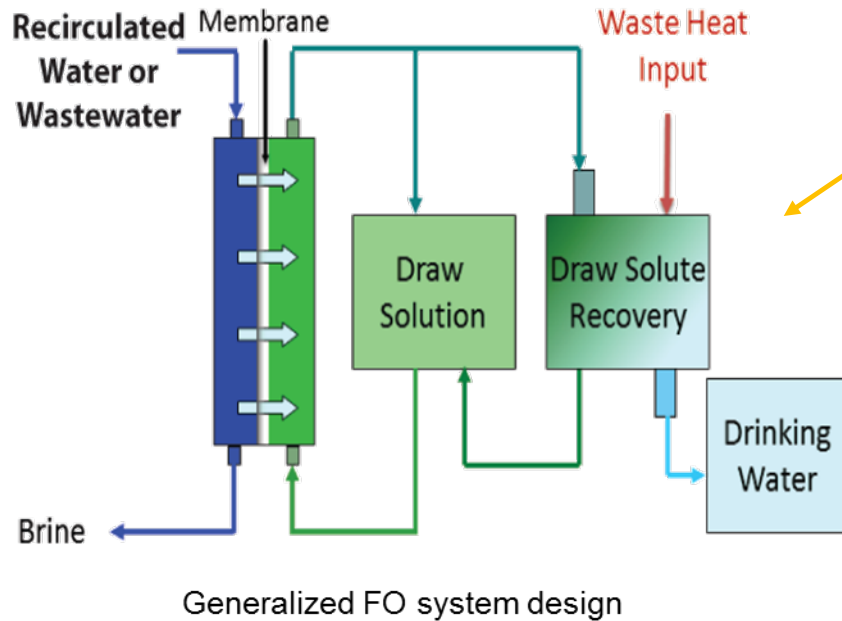 Recirculated
Water or
Wastewater
Membrane
Waste Heat
Input
Draw
Solution
Draw Solute
Recovery
Drinking
Water
Brine
Generalized FO system design